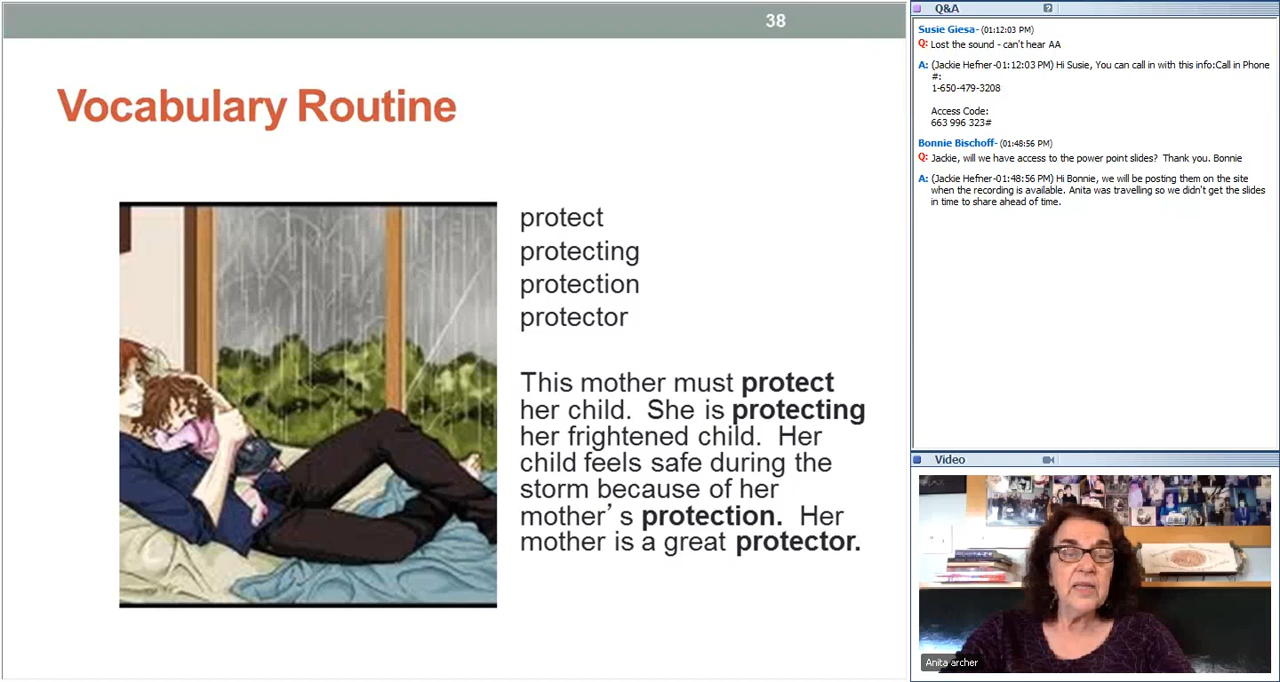 38
Vocabulary Routine
protect
protecting
protection
protector
This mother must protect
her child. She is protecting
her frightened child. Her
child feels safe during the
storm because of her
mother's protection. Her
mother is a great protector.
Q&A
?
Susie Giesa- (01:12:03 PM)
Q: Lost the sound - can't hear AA
A: (Jackie Hefner-01:12:03 PM) Hi Susie, You can call in with this info:Call in Phone
#:
1-650-479-3208
Access Code:
663 996 323#
Bonnie Bischoff- (01:48:56 PM)
Q: Jackie, will we have access to the power point slides? Thank you. Bonnie
A: (Jackie Hefner-01:48:56 PM) Hi Bonnie, we will be posting them on the site
when the recording is available. Anita was travelling so we didn't get the slides
in time to share ahead of time.
Video
Anita archer